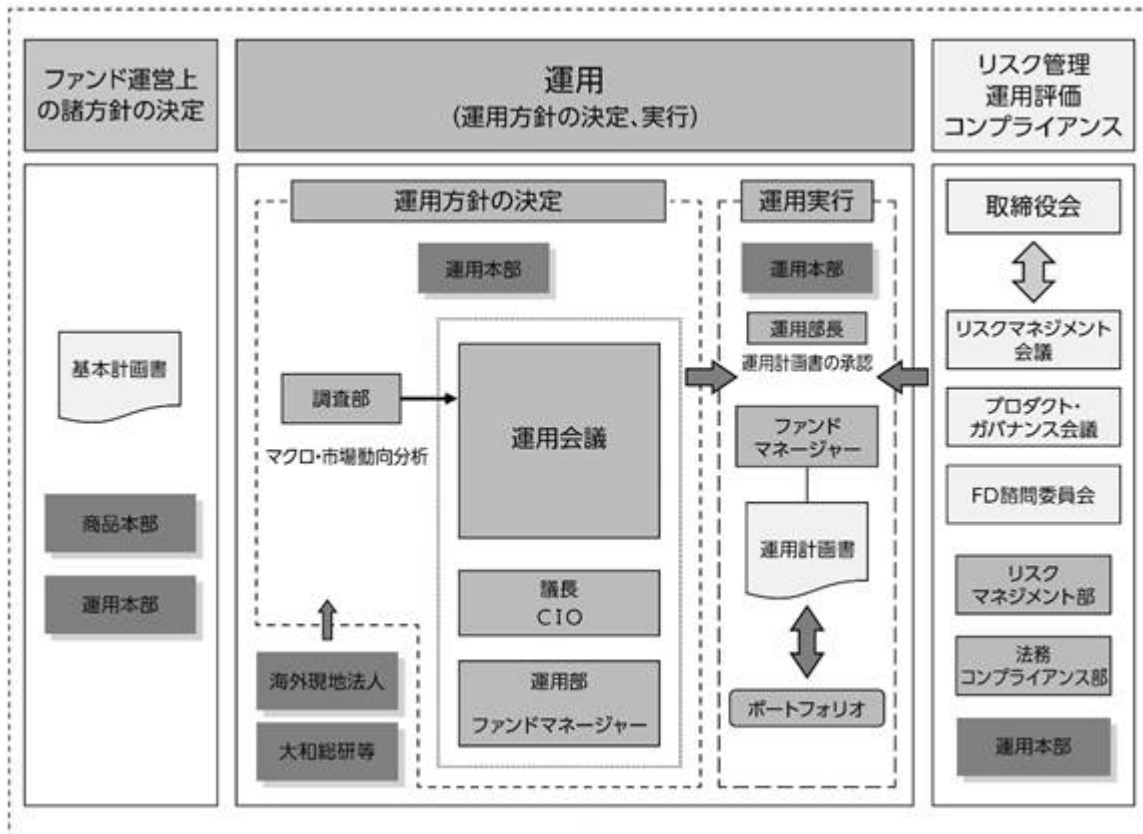 ファンド運営上
の諸方針の決定
基本計画書
商品本部
運用本部
運用
(運用方針の決定、実行)
運用方針の決定
運用本部
調査部
マクロ・市場動向分析
運用会議
議長
CIO
運用部
ファンドマネージャー
海外現地法人
大和総研等
運用実行
運用本部
運用部長
運用計画書の承認
ファンド
マネージャー
運用計画書
ポートフォリオ
リスク管理
運用評価
コンプライアンス
取締役会
リスクマネジメント
会議
プロダクト・
ガバナンス会議
FD諮問委員会
リスク
マネジメント部
法務
コンプライアンス部
運用本部